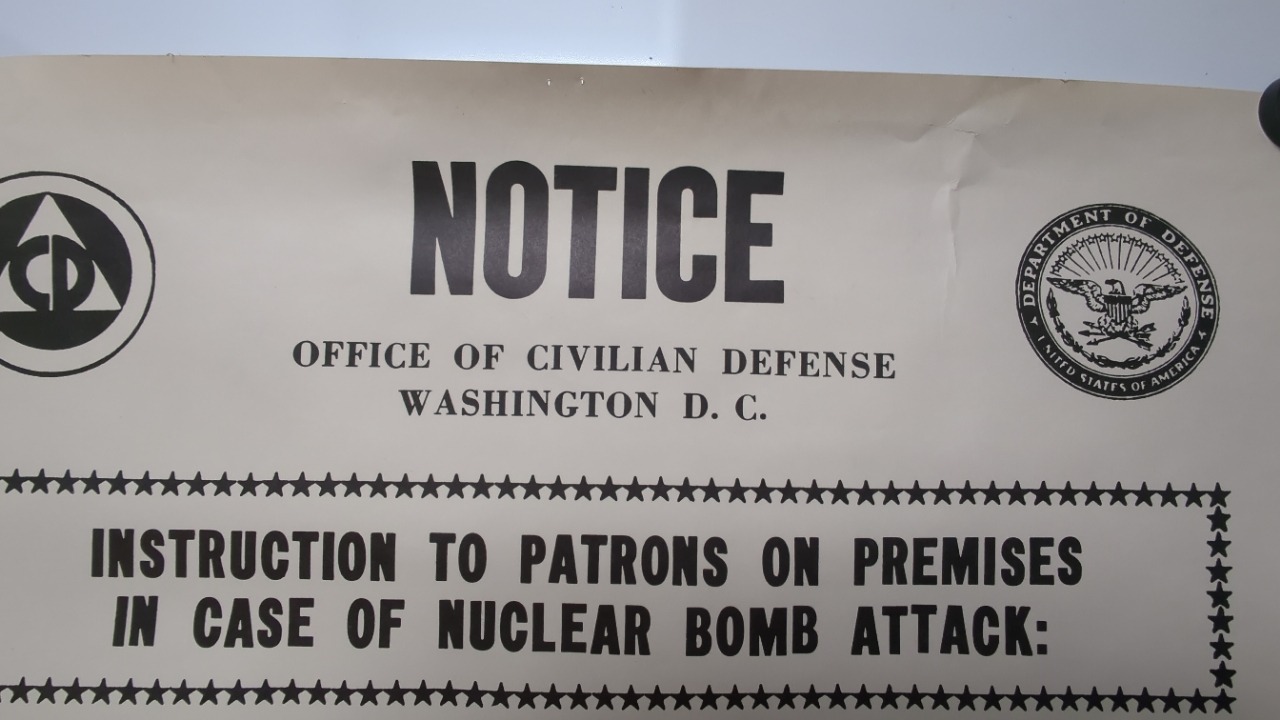 NOTICE
CD
DEPARTMENT OF DEFENSE
UNITED STATES OF AMERICA
OFFICE OF CIVILIAN DEFENSE
WASHINGTON D. C.
INSTRUCTION TO PATRONS ON PREMISES
IN CASE OF NUCLEAR BOMB ATTACK: